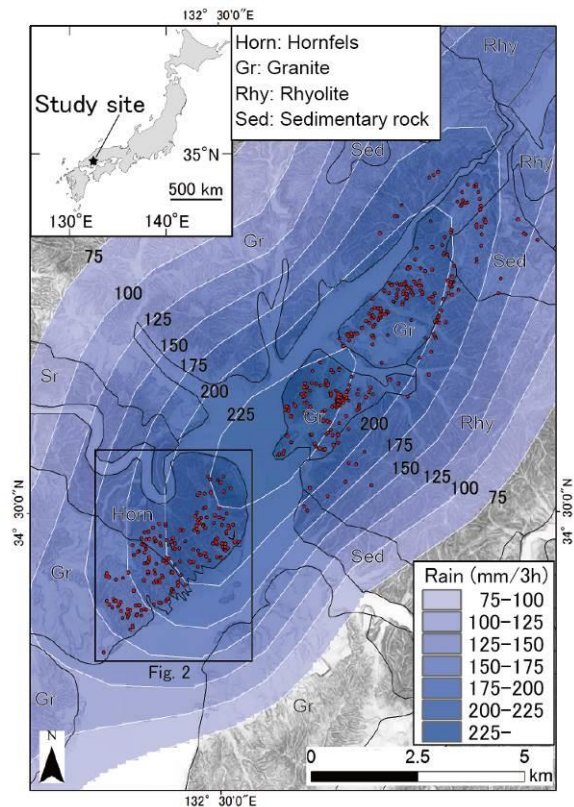 132° 30'0"E
Horn: Hornfels
Gr: Granite
Rhy: Rhyolite
Sed: Sedimentary rock
Study site
35°N
500 km
130°E 140°E
Rhy
Sed
Rhy
Gr
Sed
75
100
125
150
175
200
225
Gr
Sr
Gr
200
175
150
125
100
75
Rhy
34° 30'0"N
34° 30'0"N
Horn
Gr
Sed
Fig. 2
Gr
Gr
Rain (mm/3h)
75-100
100-125
125-150
150-175
175-200
200-225
225-
N
0 2.5 5
km
132° 30'0"E